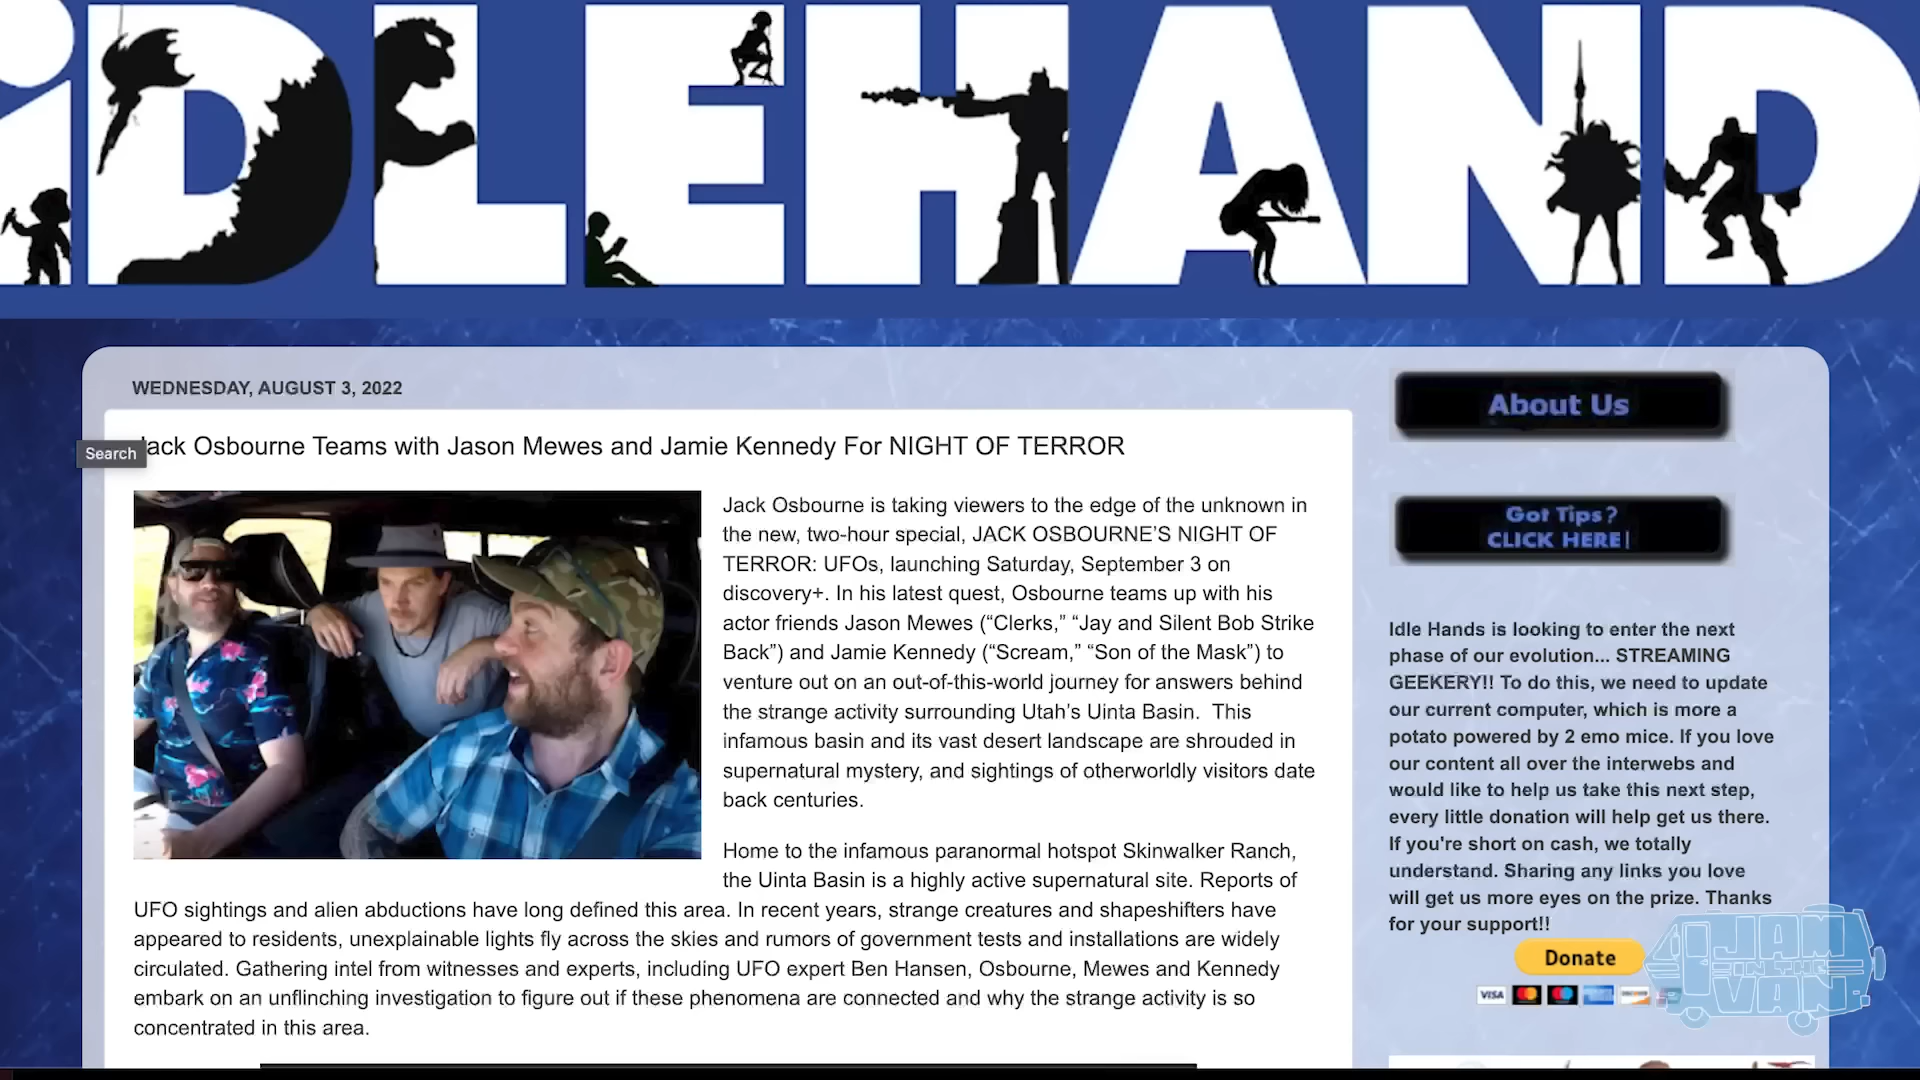 iDLEHAND
WEDNESDAY, AUGUST 3, 2022
Search
Jack Osbourne Teams with Jason Mewes and Jamie Kennedy For NIGHT OF TERROR
Jack Osbourne is taking viewers to the edge of the unknown in
the new, two-hour special, JACK OSBOURNE’S NIGHT OF
TERROR: UFOs, launching Saturday, September 3 on
discovery+. In his latest quest, Osbourne teams up with his
actor friends Jason Mewes (“Clerks,” “Jay and Silent Bob Strike
Back”) and Jamie Kennedy (“Scream,” “Son of the Mask”) to
venture out on an out-of-this-world journey for answers behind
the strange activity surrounding Utah’s Uinta Basin. This
infamous basin and its vast desert landscape are shrouded in
supernatural mystery, and sightings of otherworldly visitors date
back centuries.
Home to the infamous paranormal hotspot Skinwalker Ranch,
the Uinta Basin is a highly active supernatural site. Reports of
UFO sightings and alien abductions have long defined this area. In recent years, strange creatures and shapeshifters have
appeared to residents, unexplainable lights fly across the skies and rumors of government tests and installations are widely
circulated. Gathering intel from witnesses and experts, including UFO expert Ben Hansen, Osbourne, Mewes and Kennedy
embark on an unflinching investigation to figure out if these phenomena are connected and why the strange activity is so
concentrated in this area.
About Us
Got Tips?
CLICK HERE|
Idle Hands is looking to enter the next
phase of our evolution... STREAMING
GEEKERY!! To do this, we need to update
our current computer, which is more a
potato powered by 2 emo mice. If you love
our content all over the interwebs and
would like to help us take this next step,
every little donation will help get us there.
If you're short on cash, we totally
understand. Sharing any links you love
will get us more eyes on the prize. Thanks
for your support!!
Donate
VISA
JAM
IN THE
VAN